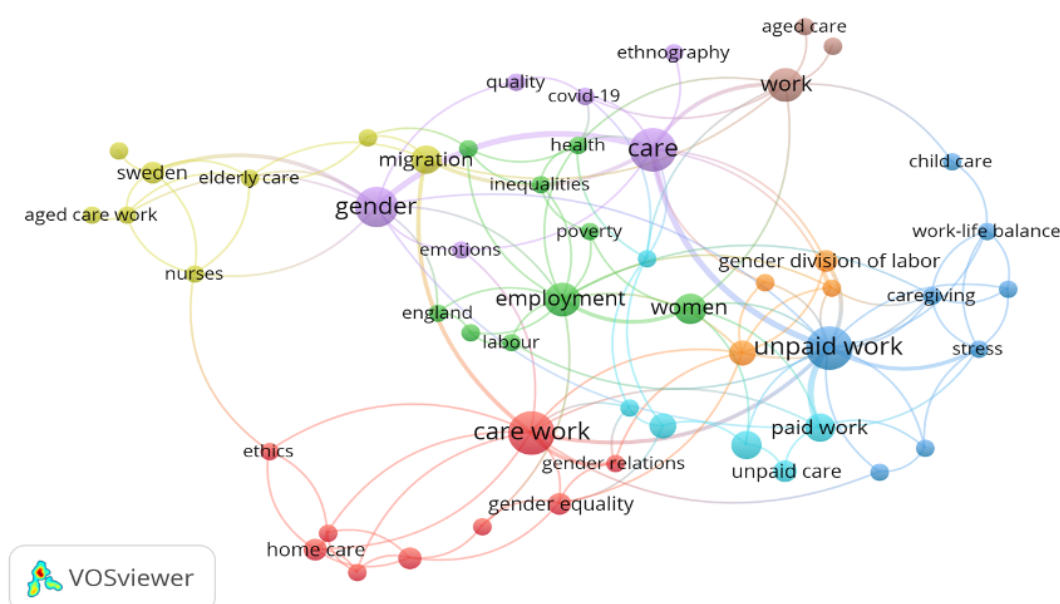 aged care
ethnography
work
quality
covid-19
health
care
child care
migration
sweden
elderly care
inequalities
gender
aged care work
poverty
work-life balance
emotions
gender division of labor
nurses
employment
women
caregiving
england
labour
unpaid work
stress
care work
paid work
ethics
gender relations
unpaid care
gender equality
home care
VOSviewer